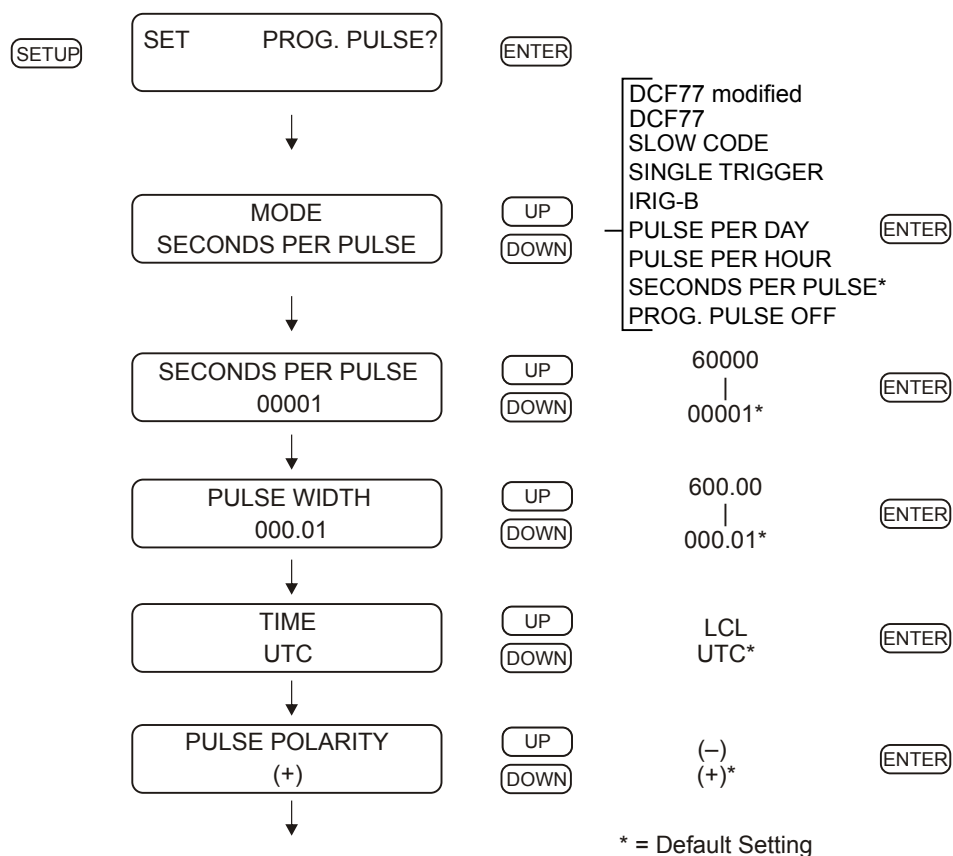 SETUP
SET PROG. PULSE?
ENTER
MODE
SECONDS PER PULSE
UP
DOWN
DCF77 modified
DCF77
SLOW CODE
SINGLE TRIGGER
IRIG-B
PULSE PER DAY
PULSE PER HOUR
SECONDS PER PULSE*
PROG. PULSE OFF
ENTER
SECONDS PER PULSE
00001
UP
DOWN
60000
|
00001*
ENTER
PULSE WIDTH
000.01
UP
DOWN
600.00
|
000.01*
ENTER
TIME
UTC
UP
DOWN
LCL
UTC*
ENTER
PULSE POLARITY
(+)
UP
DOWN
(–)
(+)*
ENTER
* = Default Setting